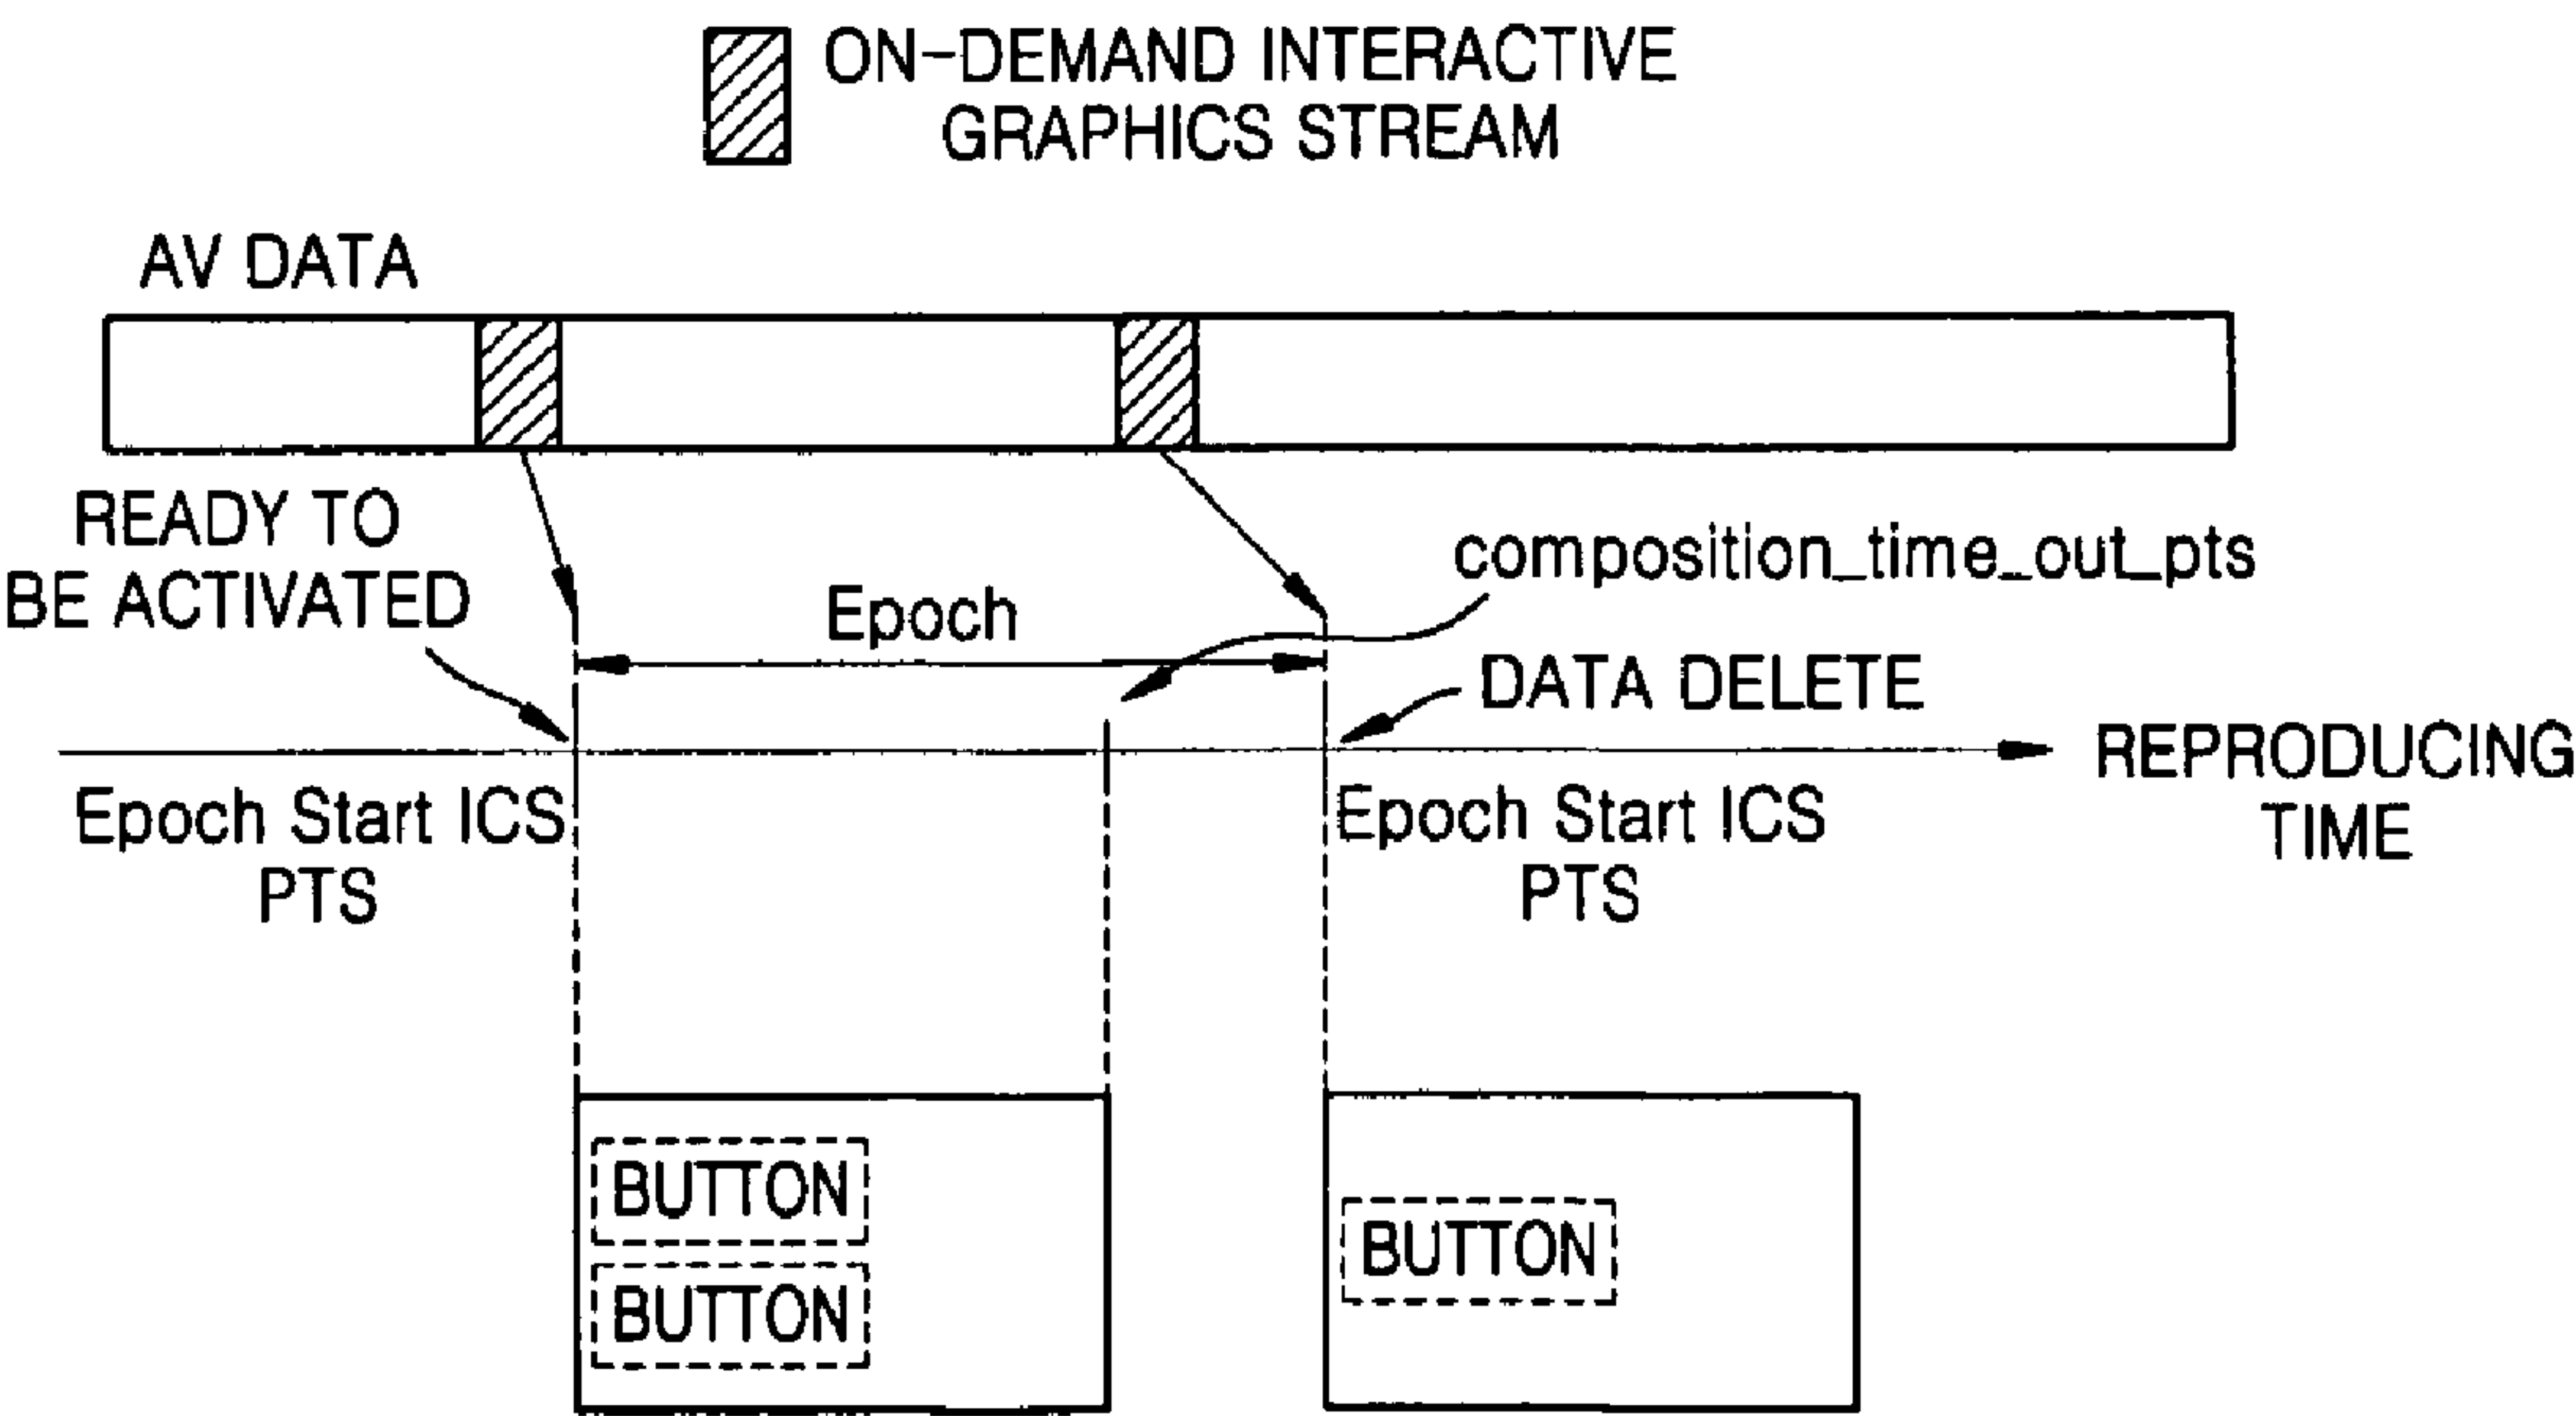 ON-DEMAND INTERACTIVE
GRAPHICS STREAM
AV DATA
READY TO
BE ACTIVATED
composition_time_out_pts
Epoch
DATA DELETE
REPRODUCING
TIME
Epoch Start ICS
PTS
Epoch Start ICS
PTS
BUTTON
BUTTON
BUTTON